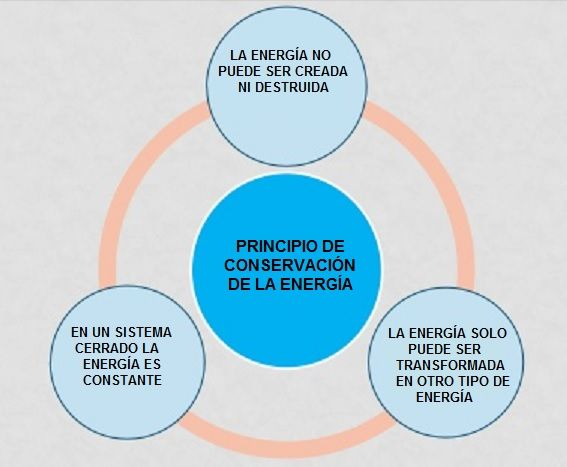 LA ENERGÍA NO
PUEDE SER CREADA
NI DESTRUIDA
PRINCIPIO DE
CONSERVACIÓN
DE LA ENERGÍA
EN UN SISTEMA
CERRADO LA
ENERGÍA ES
CONSTANTE
LA ENERGÍA SOLO
PUEDE SER
TRANSFORMADA
EN OTRO TIPO DE
ENERGÍA